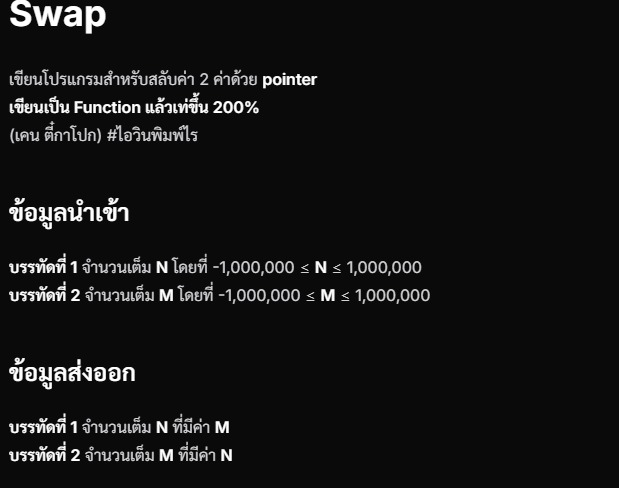 Swap
เขียนโปรแกรมสำหรับสลับค่า 2 ค่าด้วย pointer
เขียนเป็น Function แล้วเท่ขึ้น 200%
(เคน ตี๋กาโปก) #ไอวินพิมพ์ไร
ข้อมูลนำเข้า
บรรทัดที่ 1 จำนวนเต็ม N โดยที่ -1,000,000 ≤ N ≤ 1,000,000
บรรทัดที่ 2 จำนวนเต็ม M โดยที่ -1,000,000 ≤ M ≤ 1,000,000
ข้อมูลส่งออก
บรรทัดที่ 1 จำนวนเต็ม N ที่มีค่า M
บรรทัดที่ 2 จำนวนเต็ม M ที่มีค่า N